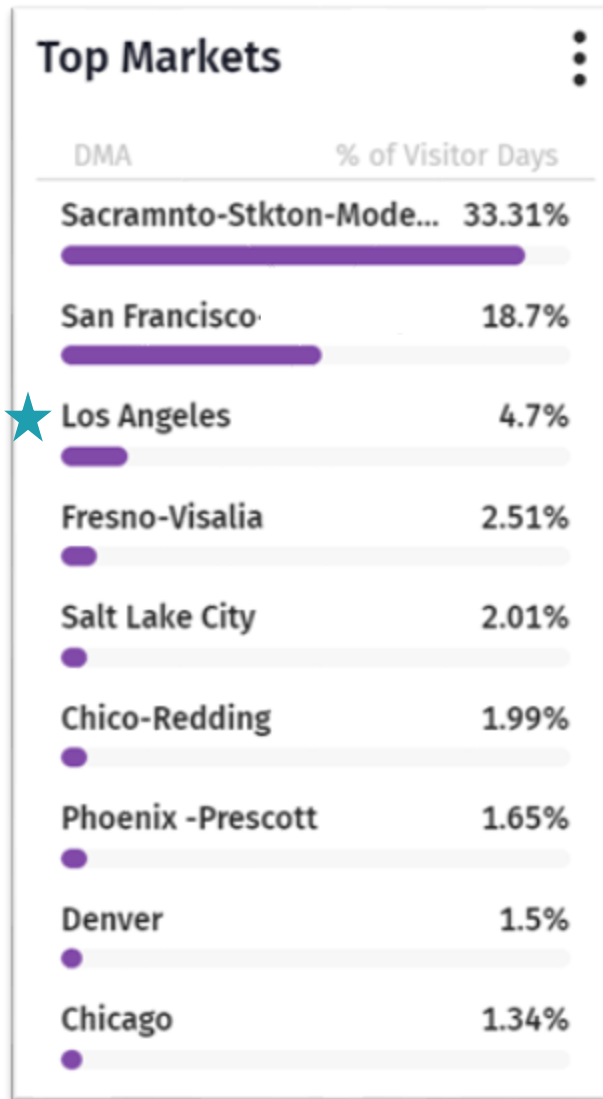 Top Markets
DMA % of Visitor Days
Sacramnto-Stkton-Mode... 33.31%
San Francisco 18.7%
Los Angeles 4.7%
Fresno-Visalia 2.51%
Salt Lake City 2.01%
Chico-Redding 1.99%
Phoenix -Prescott 1.65%
Denver 1.5%
Chicago 1.34%